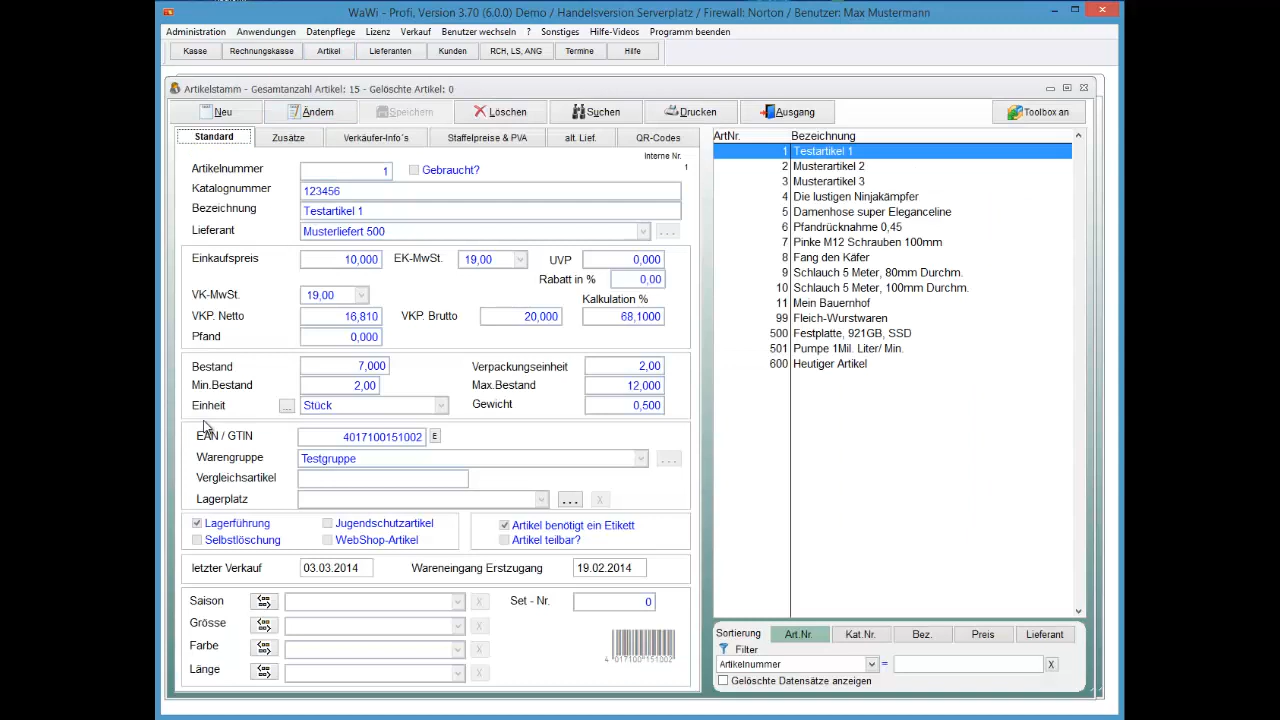 WaWi - Profi, Version 3.70 (6.0.0) Demo / Handelsversion Serverplatz / Firewall: Norton / Benutzer: Max Mustermann
Administration Anwendungen Datenpflege Lizenz Verkauf Benutzer wechseln ? Sonstiges Hilfe-Videos Programm beenden
Kasse Rechnungskasse Artikel Lieferanten Kunden RCH, LS, ANG Termine Hilfe
Artikelstamm - Gesamtanzahl Artikel: 15 - Gelöschte Artikel: 0
Neu Ändern Speichern Löschen Suchen Drucken Ausgang Toolbox an
Standard Zusätze Verkäufer-Info´s Staffelpreise & PVA alt. Lief. QR-Codes
Interne Nr.
1
Artikelnummer 1 Gebraucht?
Katalognummer 123456
Bezeichnung Testartikel 1
Lieferant Musterliefert 500 ...
Einkaufspreis 10,000 EK-MwSt. 19,00 UVP 0,000
Rabatt in % 0,00
VK-MwSt. 19,00 Kalkulation %
VKP. Netto 16,810 VKP. Brutto 20,000 68,1000
Pfand 0,000
Bestand 7,000 Verpackungseinheit 2,00
Min.Bestand 2,00 Max.Bestand 12,000
Einheit ... Stück Gewicht 0,500
EAN / GTIN 4017100151002 E
Warengruppe Testgruppe ...
Vergleichsartikel
Lagerplatz ... X
Lagerführung Jugendschutzartikel Artikel benötigt ein Etikett
Selbstlöschung WebShop-Artikel Artikel teilbar?
letzter Verkauf 03.03.2014 Wareneingang Erstzugang 19.02.2014
Saison X Set - Nr. 0
Grösse X
Farbe X
Länge X
4 017100 151002
ArtNr. Bezeichnung
1 Testartikel 1
2 Musterartikel 2
3 Musterartikel 3
4 Die lustigen Ninjakämpfer
5 Damenhose super Eleganceline
6 Pfandrücknahme 0,45
7 Pinke M12 Schrauben 100mm
8 Fang den Käfer
9 Schlauch 5 Meter, 80mm Durchm.
10 Schlauch 5 Meter, 100mm Durchm.
11 Mein Bauernhof
99 Fleich-Wurstwaren
500 Festplatte, 921GB, SSD
501 Pumpe 1Mil. Liter/ Min.
600 Heutiger Artikel
Sortierung Art.Nr. Kat.Nr. Bez. Preis Lieferant
Filter
Artikelnummer = X
Gelöschte Datensätze anzeigen